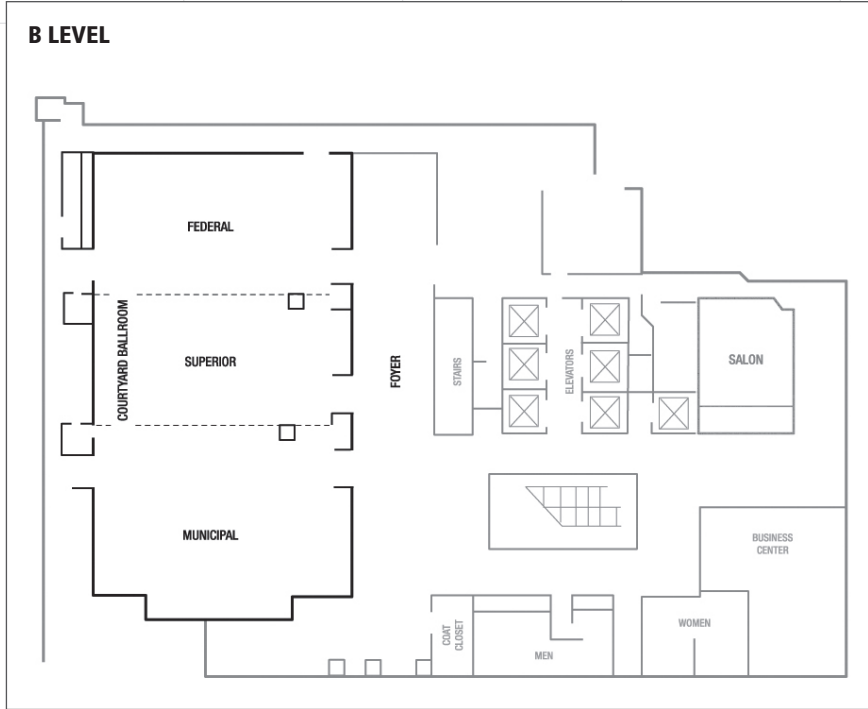 B LEVEL
FEDERAL
COURTYARD BALLROOM
SUPERIOR
FOYER
STAIRS
ELEVATORS
SALON
MUNICIPAL
BUSINESS
CENTER
COAT
CLOSET
MEN
WOMEN